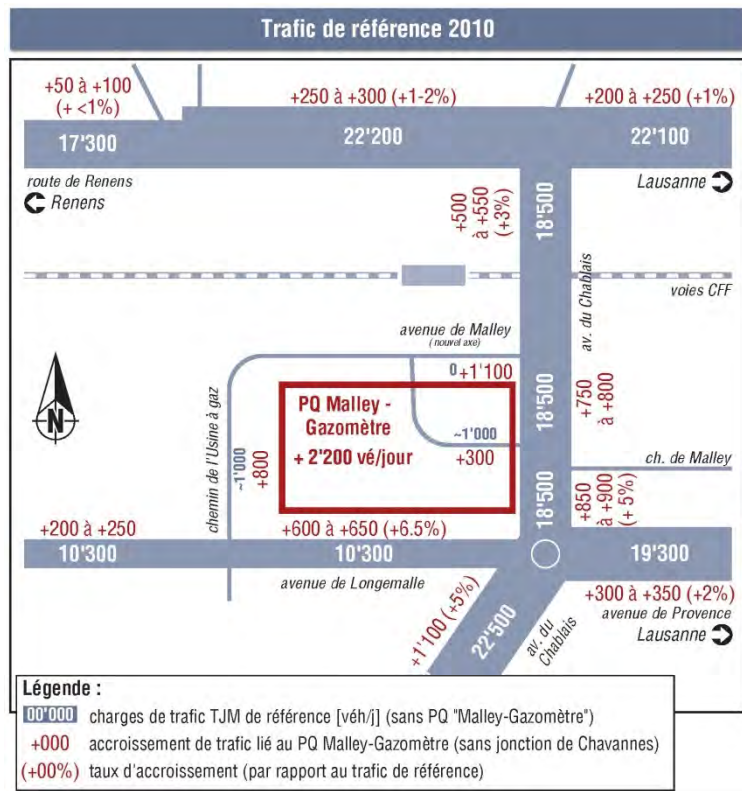 Trafic de référence 2010
+50 à +100
(+ <1%)
+250 à +300 (+1-2%)
+200 à +250 (+1%)
17'300
22'200
22'100
route de Renens
Renens
Lausanne
+500
à +550
(+3%)
18'500
av. du Chablais
voies CFF
avenue de Malley
(nouvel axe)
0 +1'100
N
chemin de l'Usine à gaz
~1'000
+800
PQ Malley -
Gazomètre
+ 2'200 vé/jour
~1'000
+300
18'500
+750
à +800
ch. de Malley
18'500
+850
à +900
(+ 5%)
+200 à +250
+600 à +650 (+6.5%)
10'300
10'300
19'300
avenue de Longemalle
+300 à +350 (+2%)
avenue de Provence
Lausanne
+1'100 (+5%)
22'500
av. du
Chablais
Légende :
00'000 charges de trafic TJM de référence [véh/j] (sans PQ "Malley-Gazomètre")
+000 accroissement de trafic lié au PQ Malley-Gazomètre (sans jonction de Chavannes)
(+00%) taux d'accroissement (par rapport au trafic de référence)